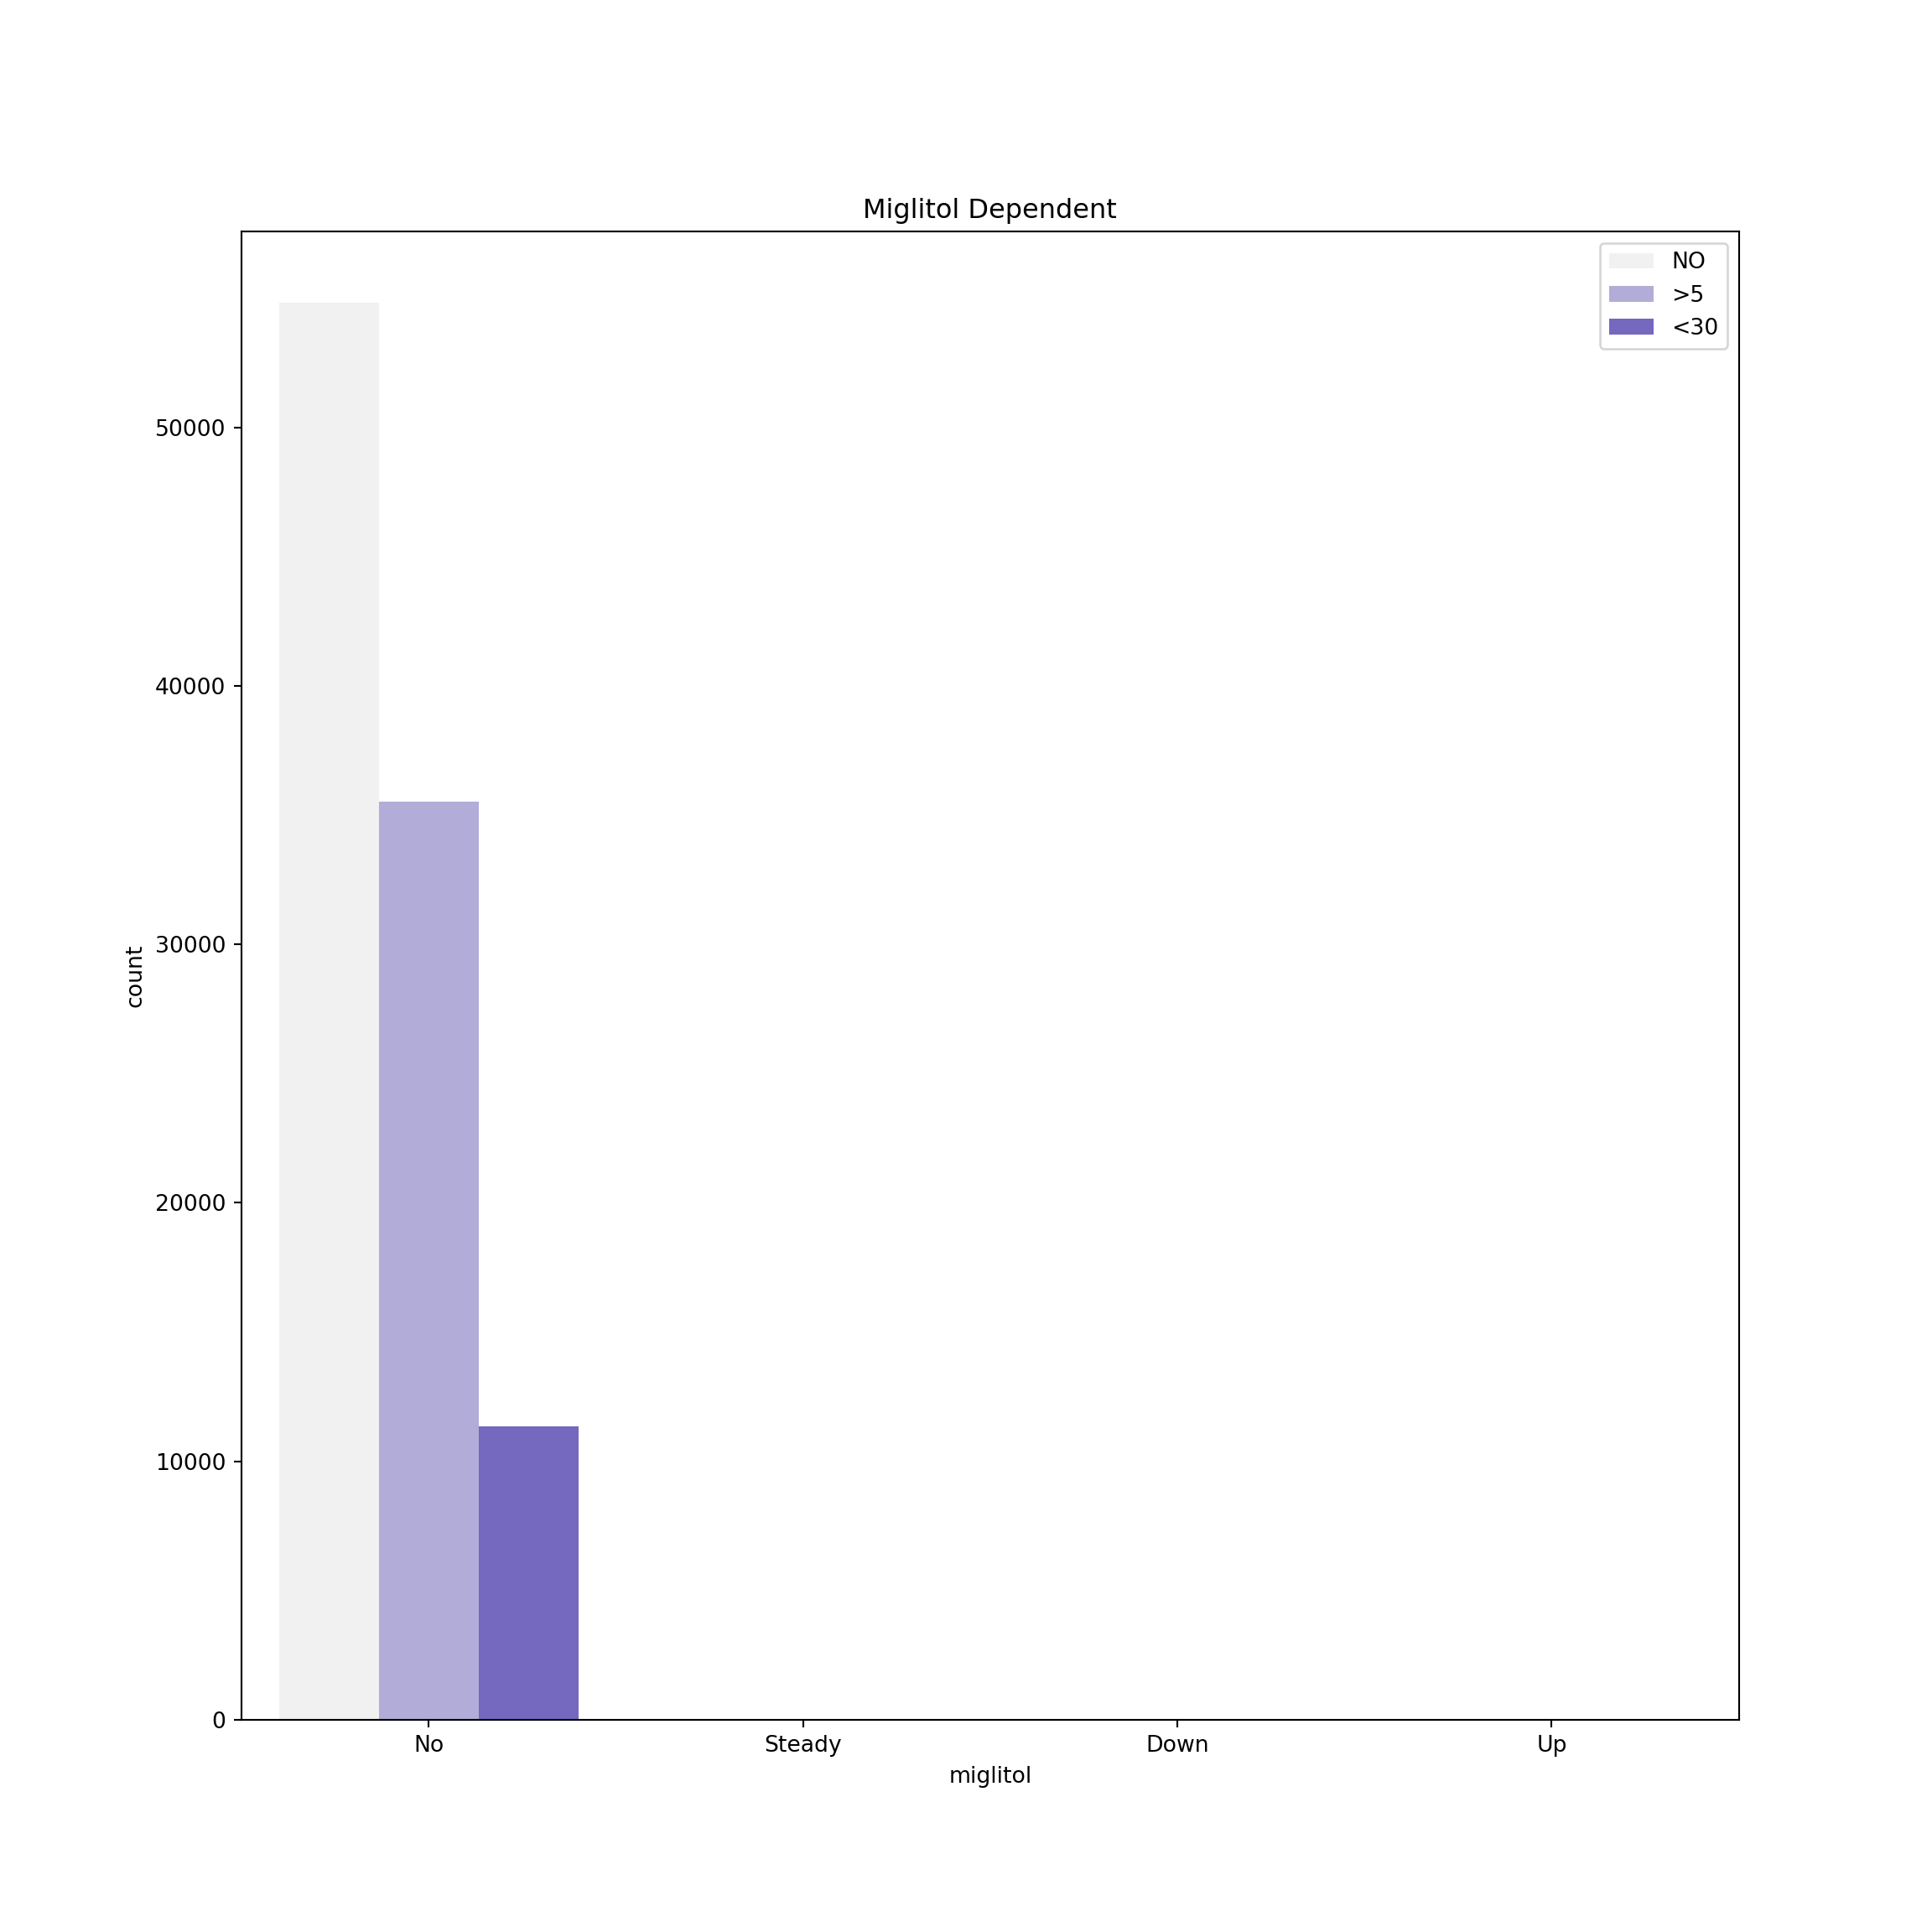 Miglitol Dependent
NO
>5
<30
50000
40000
30000
20000
10000
0
count
No
Steady
Down
Up
miglitol